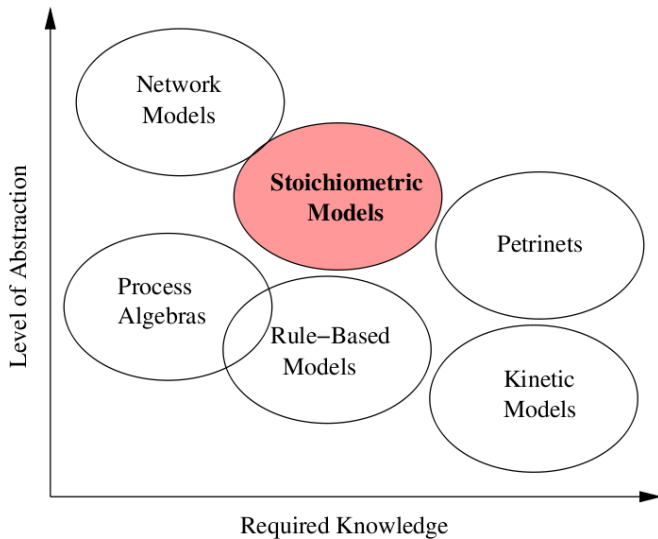 Network
Models
Stoichiometric
Models
Petrinets
Process
Algebras
Rule−Based
Models
Kinetic
Models
Level of Abstraction
Required Knowledge